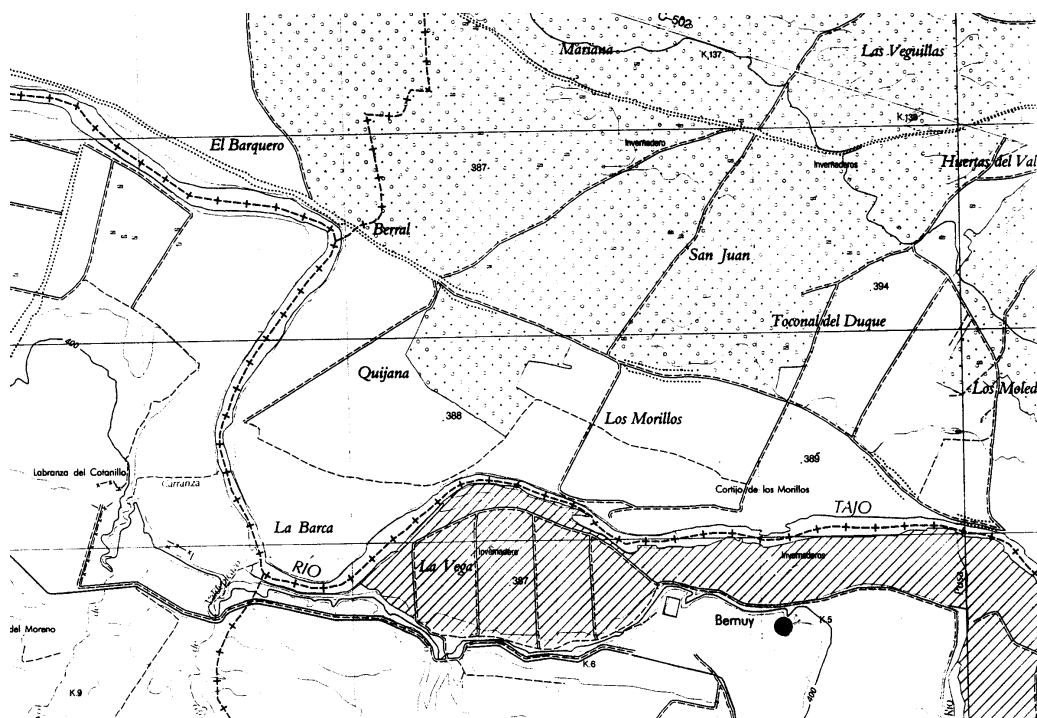 C-502
Mariana
K.137
Las Veguillas
El Barquero
Invernadero
387
Invernaderos
Huertas del Val
Berral
San Juan
394
Toconal del Duque
400
Quijana
388
Los Morillos
Los Moled
389
Labranza del Cotanillo
Carranza
Cortijo de los Morillos
TAJO
La Barca
RÍO
Invernadero
La Vega
387
Invernaderos
Pusa
del Moreno
Bernuy
K.5
K.6
K.9
400